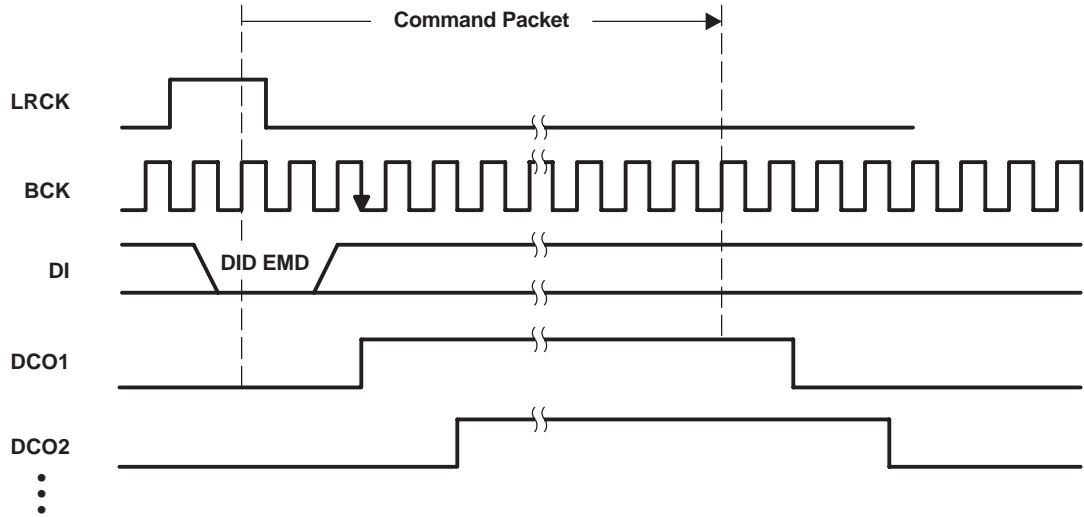 Command Packet
LRCK
BCK
DI
DID EMD
DCO1
DCO2